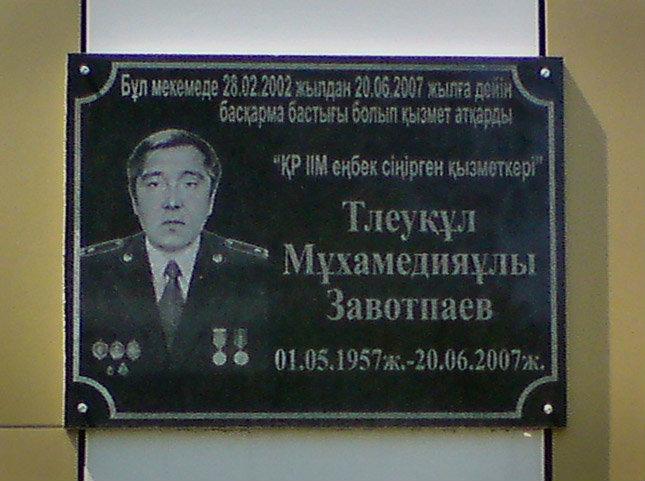 Бұл мекемеде 28.02.2002 жылдан 20.06.2007 жылға дейін
басқарма бастығы болып қызмет атқарды
"ҚР ІІМ еңбек сіңірген қызметкері"
Тлеуқұл
Мұхамедияұлы
Завотпаев
01.05.1957ж.-20.06.2007ж.